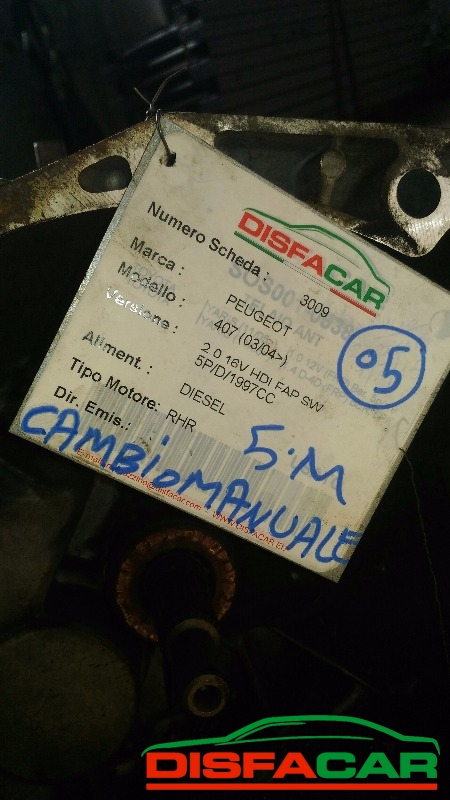 DISFACAR
Numero Scheda : 3009
Marca : PEUGEOT
Modello : 407 (03/04>)
Versione : 2.0 16V HDI FAP SW
5P/D/1997CC
Aliment. : DIESEL
Tipo Motore: RHR
Dir. Emis.:
05
5.M
CAMBIO MANUALE
WWW.DISFACAR.EU
DISFACAR